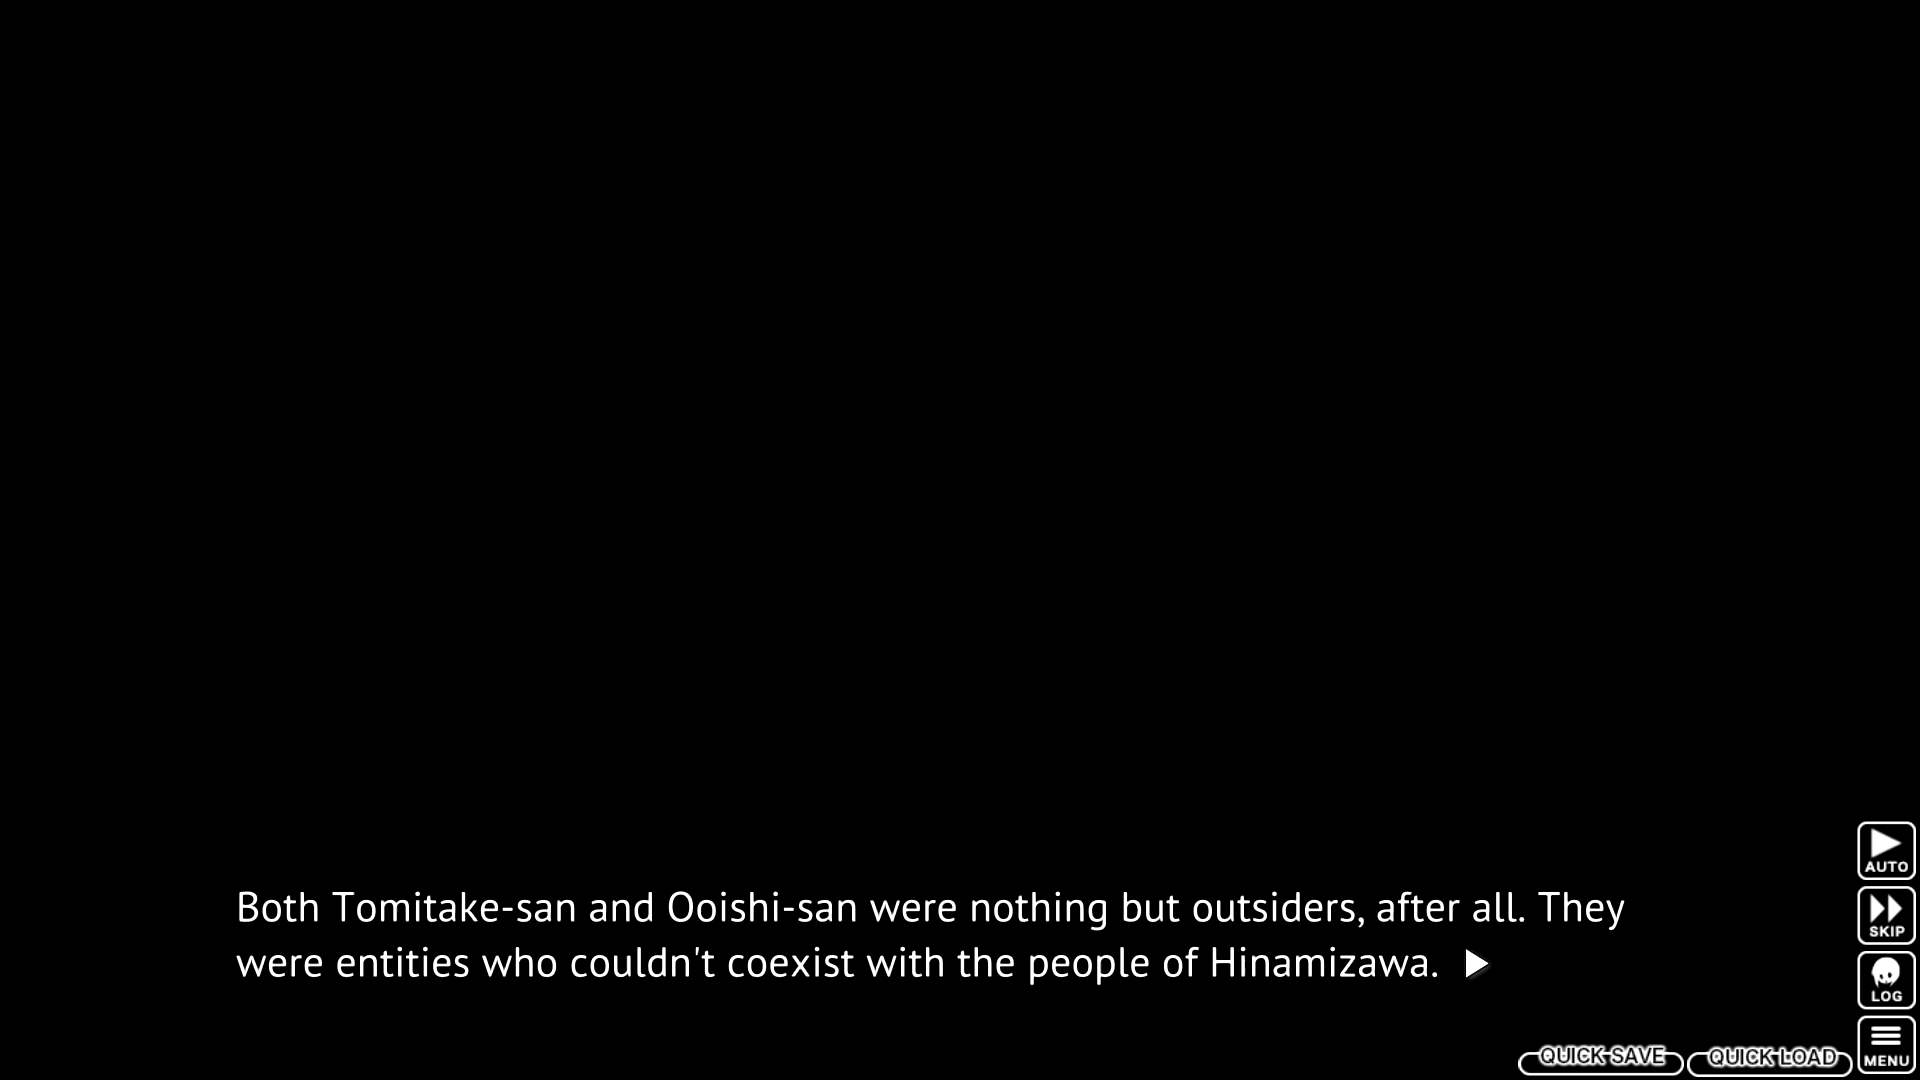 Both Tomitake-san and Ooishi-san were nothing but outsiders, after all. They
were entities who couldn't coexist with the people of Hinamizawa.
AUTO
SKIP
LOG
MENU
QUICK SAVE
QUICK LOAD